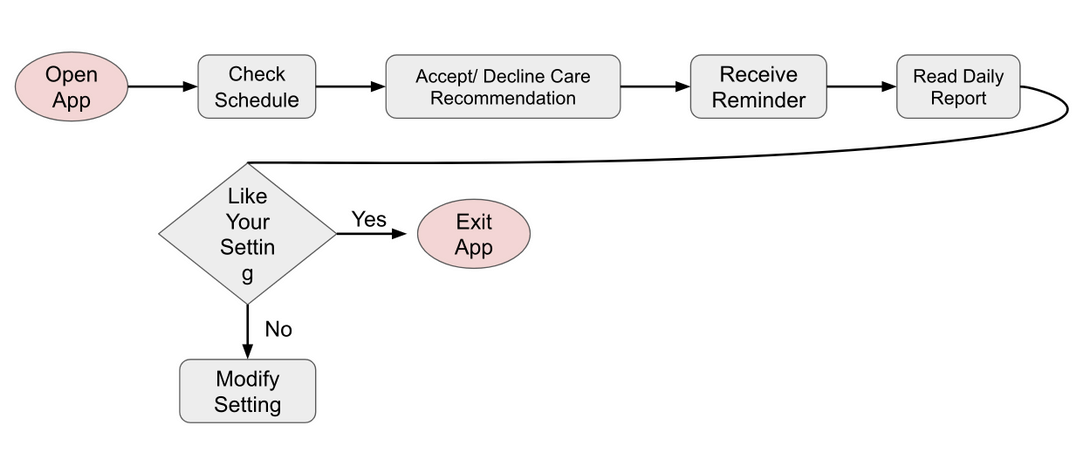 Open
App
Check
Schedule
Accept/ Decline Care
Recommendation
Receive
Reminder
Read Daily
Report
Like
Your
Settin
g
Yes
Exit
App
No
Modify
Setting